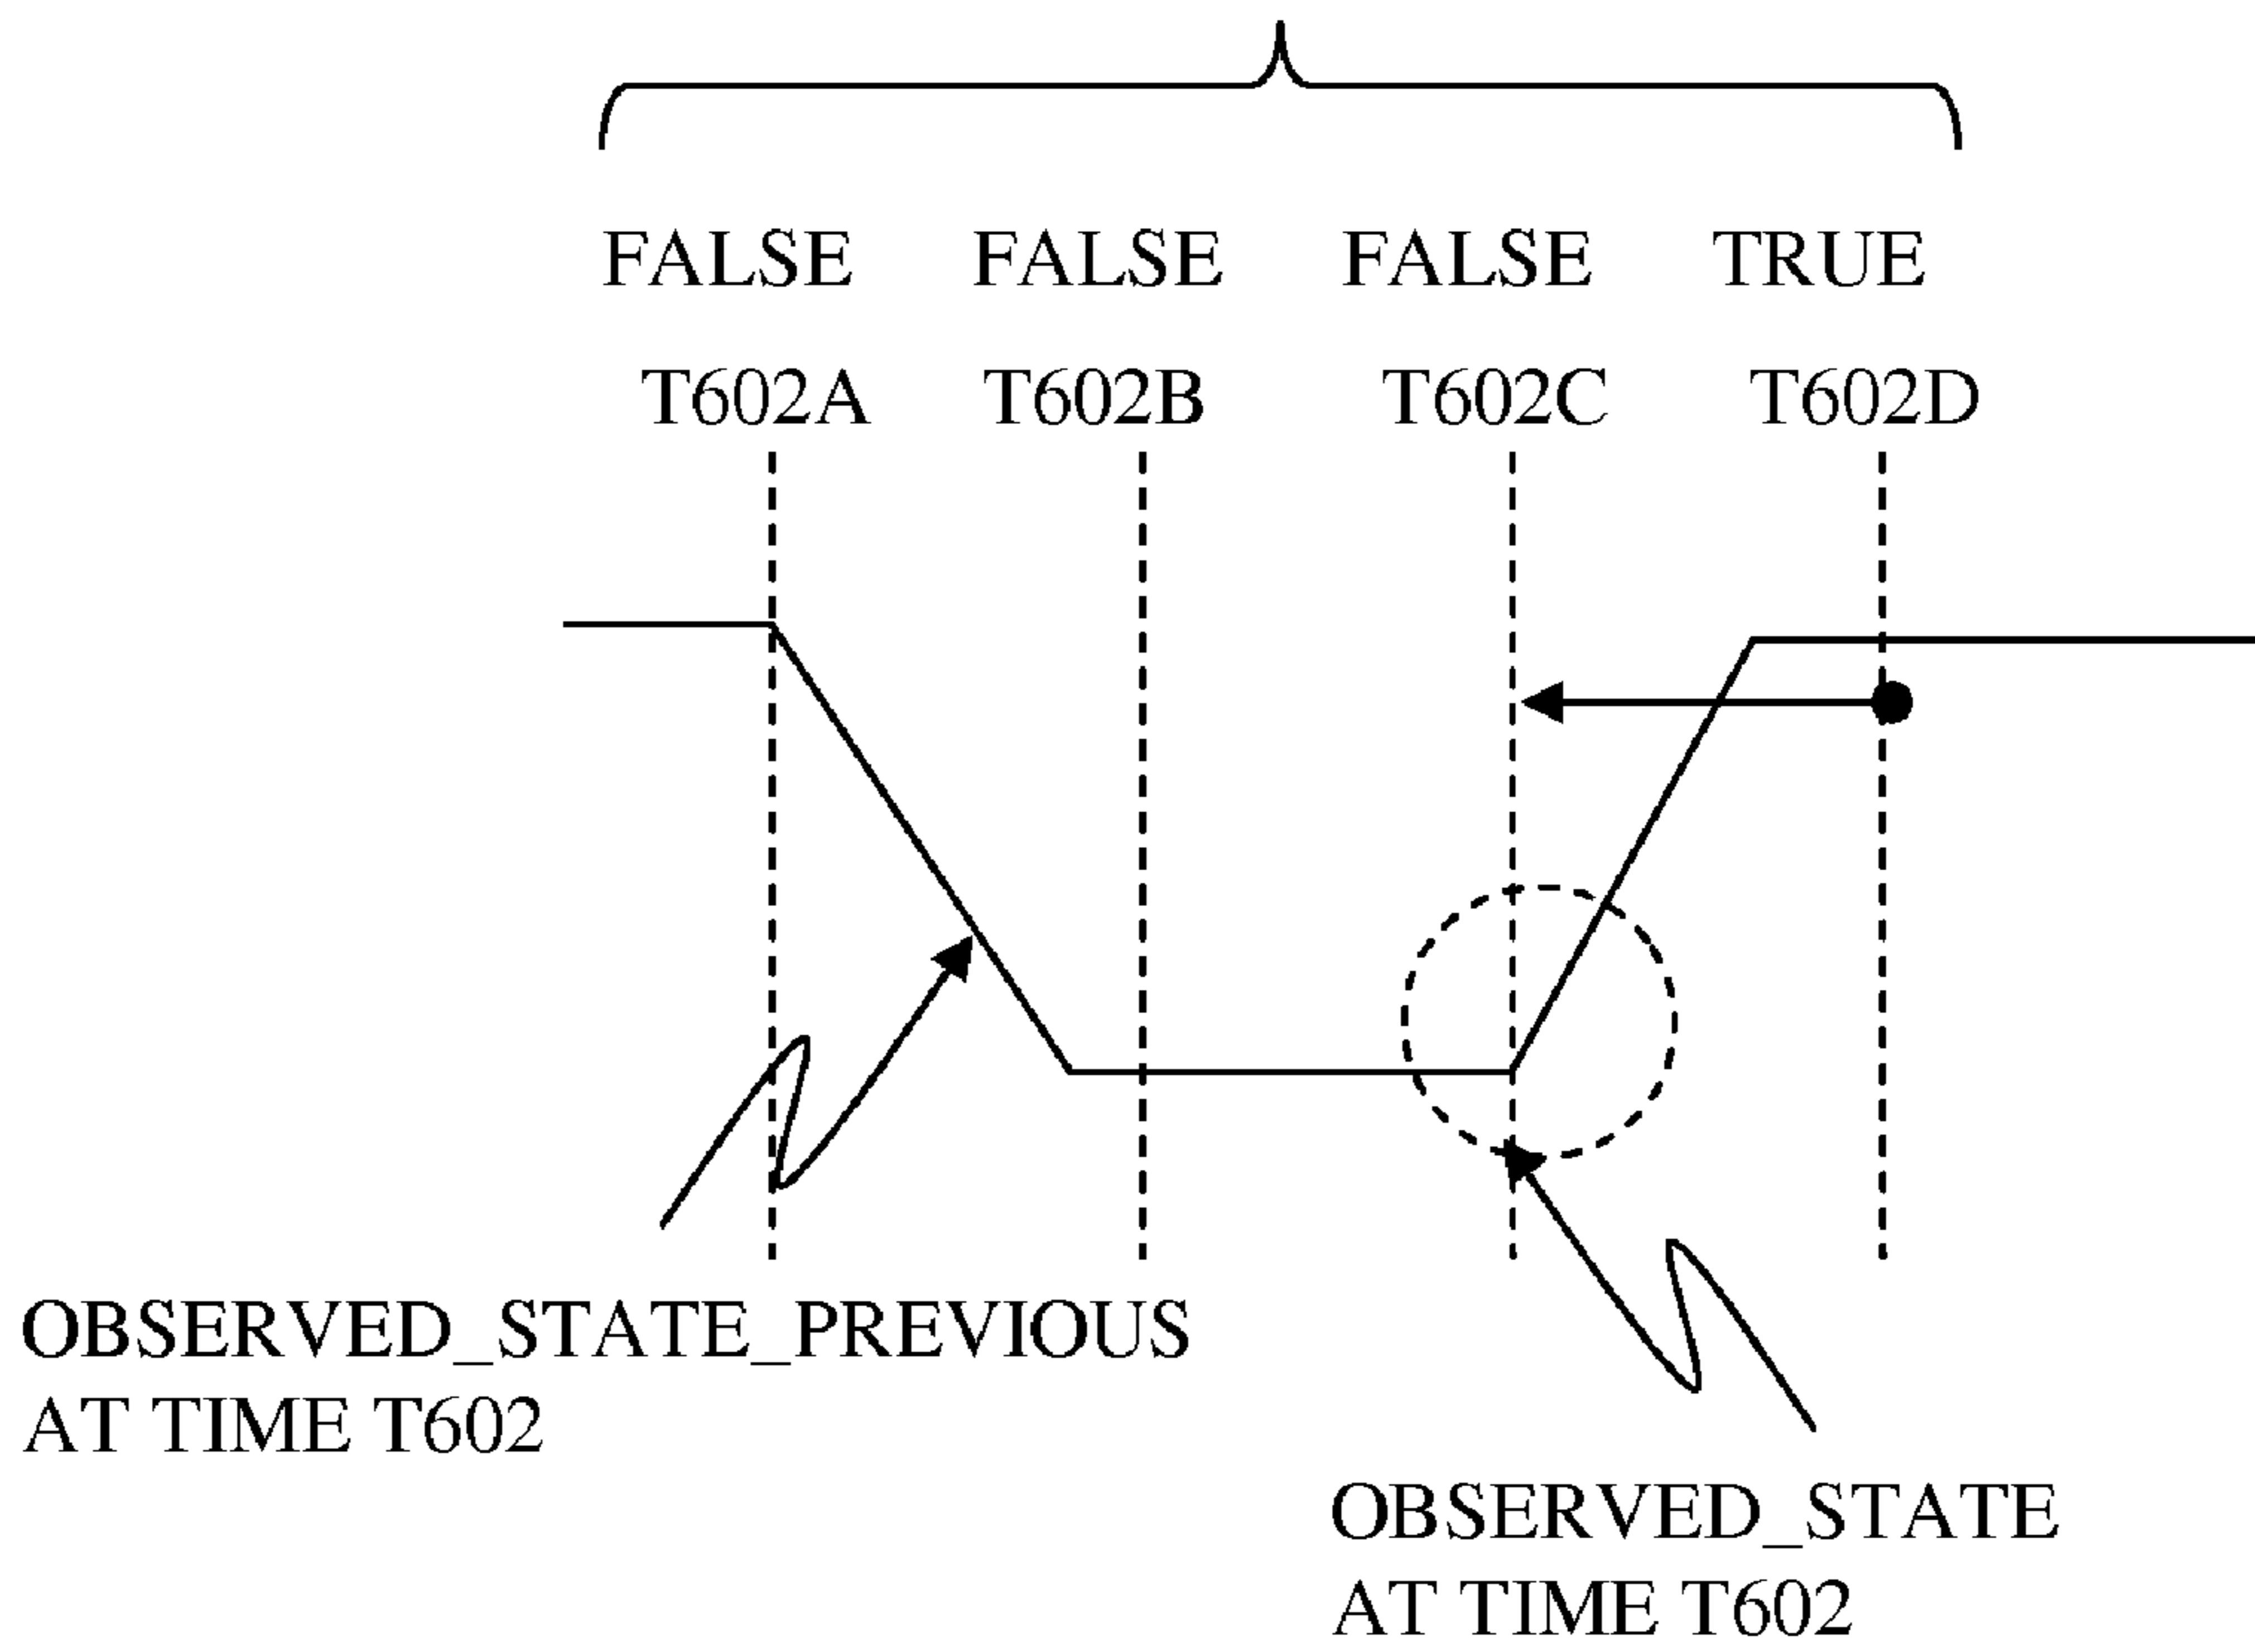 FALSE FALSE FALSE TRUE
T602A T602B T602C T602D
OBSERVED_STATE_PREVIOUS
AT TIME T602
OBSERVED_STATE
AT TIME T602